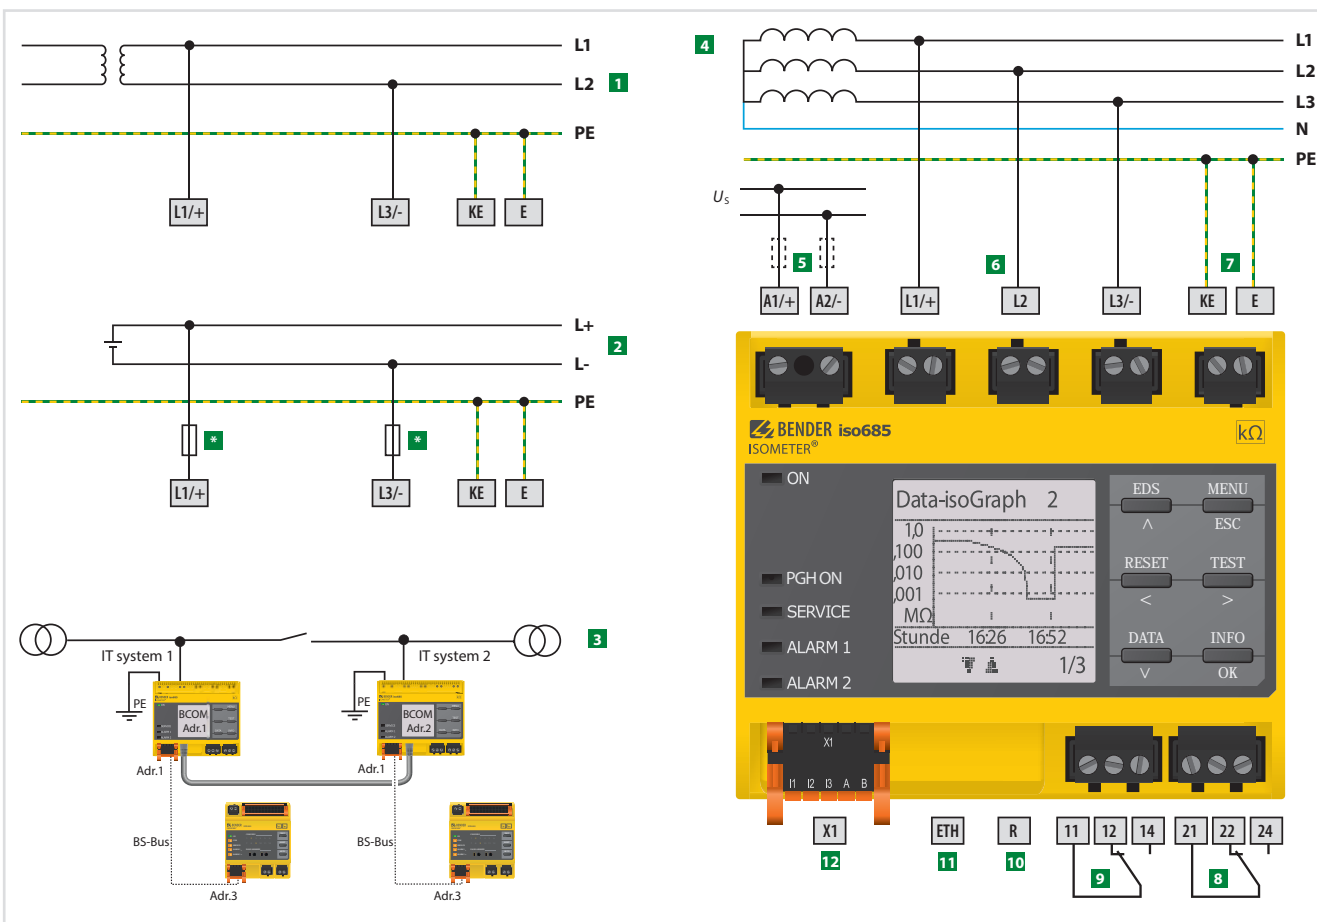 L1
L2 1
PE
L1/+ L3/- KE E
L+
2
L-
PE
* *
L1/+ L3/- KE E
3
IT system 1 IT system 2
PE PE
BCOM
Adr.1
BCOM
Adr.2
Adr.1 Adr.1
BS-Bus BS-Bus
Adr.3 Adr.3
4
L1
L2
L3
N
PE
Us
5 6 7
A1/+ A2/- L1/+ L2 L3/- KE E
BENDER iso685
ISOMETER®
kΩ
ON
PGH ON
SERVICE
ALARM 1
ALARM 2
Data-isoGraph 2
1,0
,100
,010
,001
MΩ
Stunde 16:26 16:52
1/3
EDS MENU
ʌ ESC
RESET TEST
< >
DATA INFO
v OK
X1
I1 I2 I3 A B
X1 ETH R 11 12 14 21 22 24
12 11 10 9 8